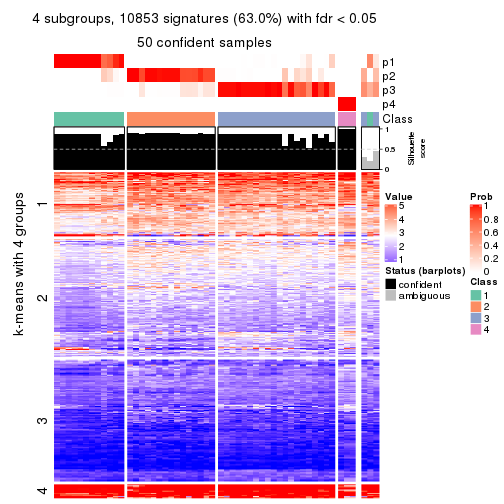 4 subgroups, 10853 signatures (63.0%) with fdr < 0.05
50 confident samples
p1
p2
p3
p4
Class
1
0.5
0
Silhouette
score
k-means with 4 groups
1
2
3
4
Value
5
4
3
2
1
Status (barplots)
confident
ambiguous
Prob
1
0.8
0.6
0.4
0.2
0
Class
1
2
3
4